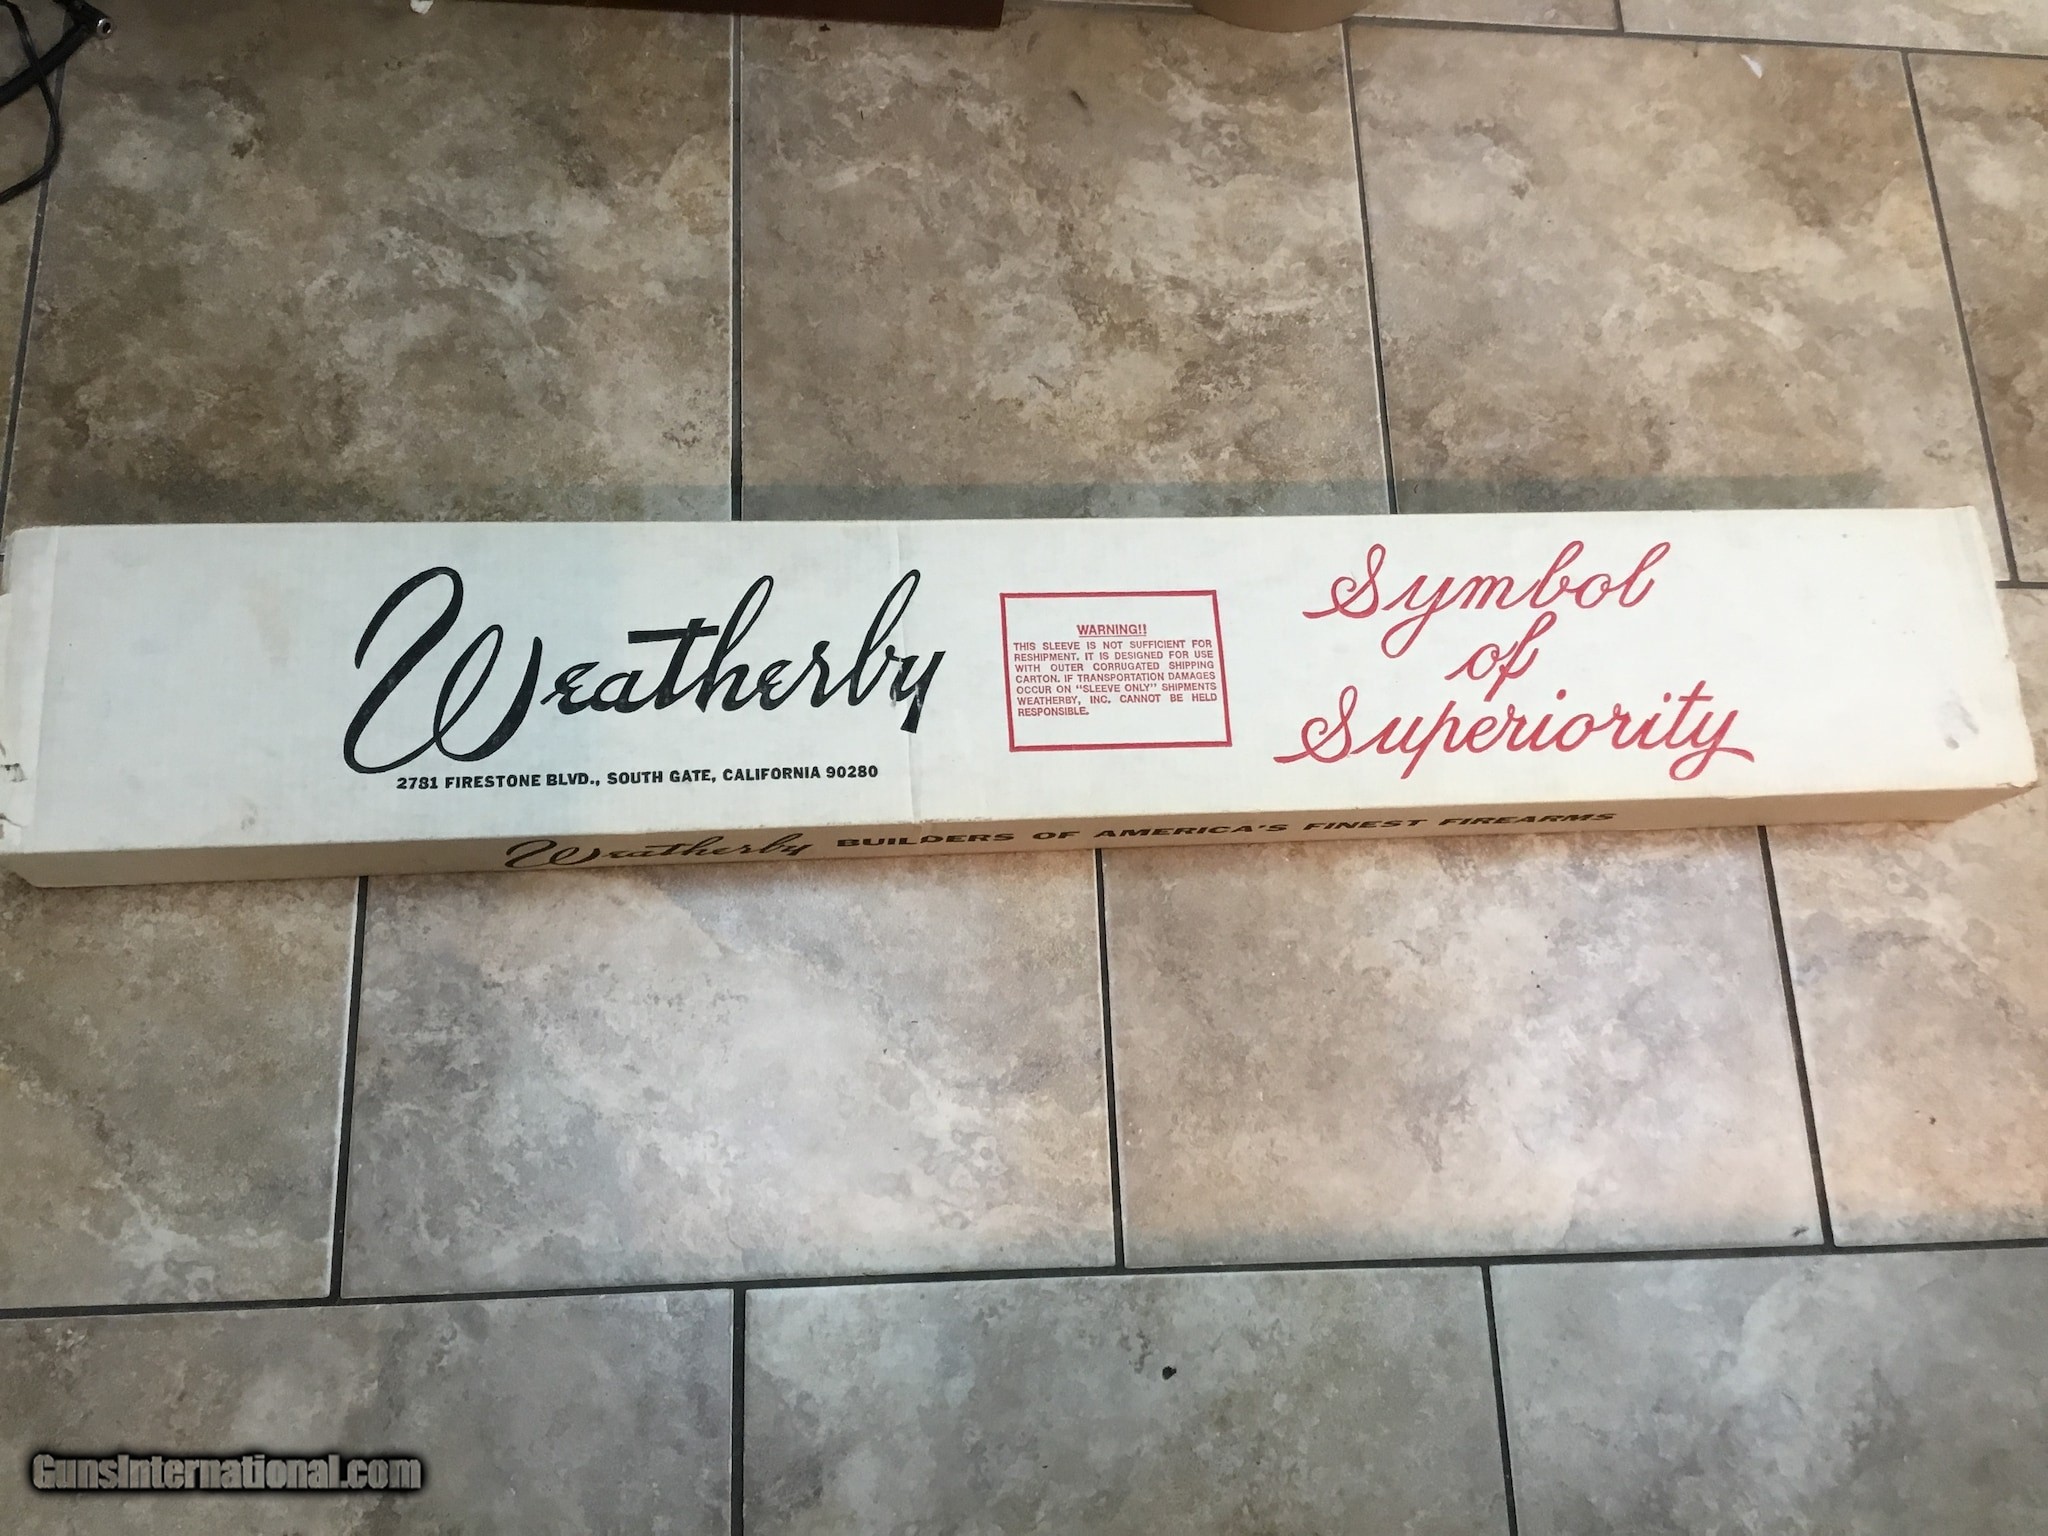 Weatherby
2781 FIRESTONE BLVD., SOUTH GATE, CALIFORNIA 90280
WARNING!!
THIS SLEEVE IS NOT SUFFICIENT FOR
RESHIPMENT. IT IS DESIGNED FOR USE
WITH OUTER CORRUGATED SHIPPING
CARTON. IF TRANSPORTATION DAMAGES
OCCUR ON "SLEEVE ONLY" SHIPMENTS
WEATHERBY, INC. CANNOT BE HELD
RESPONSIBLE.
Symbol
of
Superiority
Weatherby BUILDERS OF AMERICA'S FINEST FIREARMS
GunsInternational.com